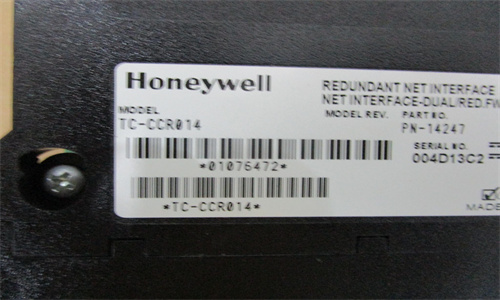 Honeywell
REDUNDANT NET INTERFACE
NET INTERFACE-DUAL/RED.FW
MODEL
MODEL REV. PART NO.
TC-CCR014
PN-14247
SERIAL NO.
004D13C2
*01076472*
*TC-CCR014*
MADE